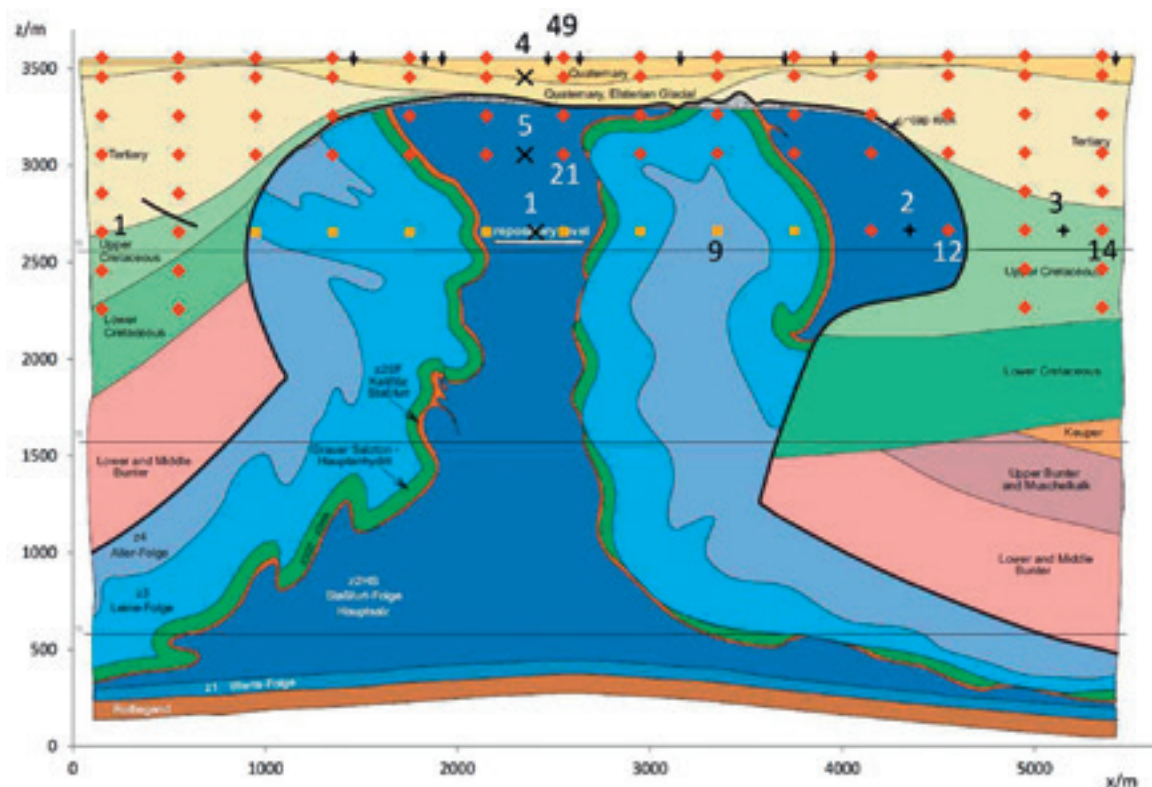 49
z/m
4
3500
Quaternary
Quaternary, Elsterian Glacial
cap rock
5
3000
Tertiary
Tertiary
21
1
1
2
3
repository level
Upper
Cretaceous
9
12
14
2500
Upper Cretaceous
Lower
Cretaceous
2000
z2SF
Kaliflöz
Staßfurt
Lower Cretaceous
Grauer Salzton -
Hauptanhydrit
1500
Lower and Middle
Bunter
Keuper
Upper Bunter
and Muschelkalk
z4
Aller-Folge
1000
Lower and Middle
Bunter
z3
Leine-Folge
z2HS
Staßfurt-Folge
Hauptsalz
500
z1 Werra-Folge
Rotliegend
0
0
1000
2000
3000
4000
5000
x/m